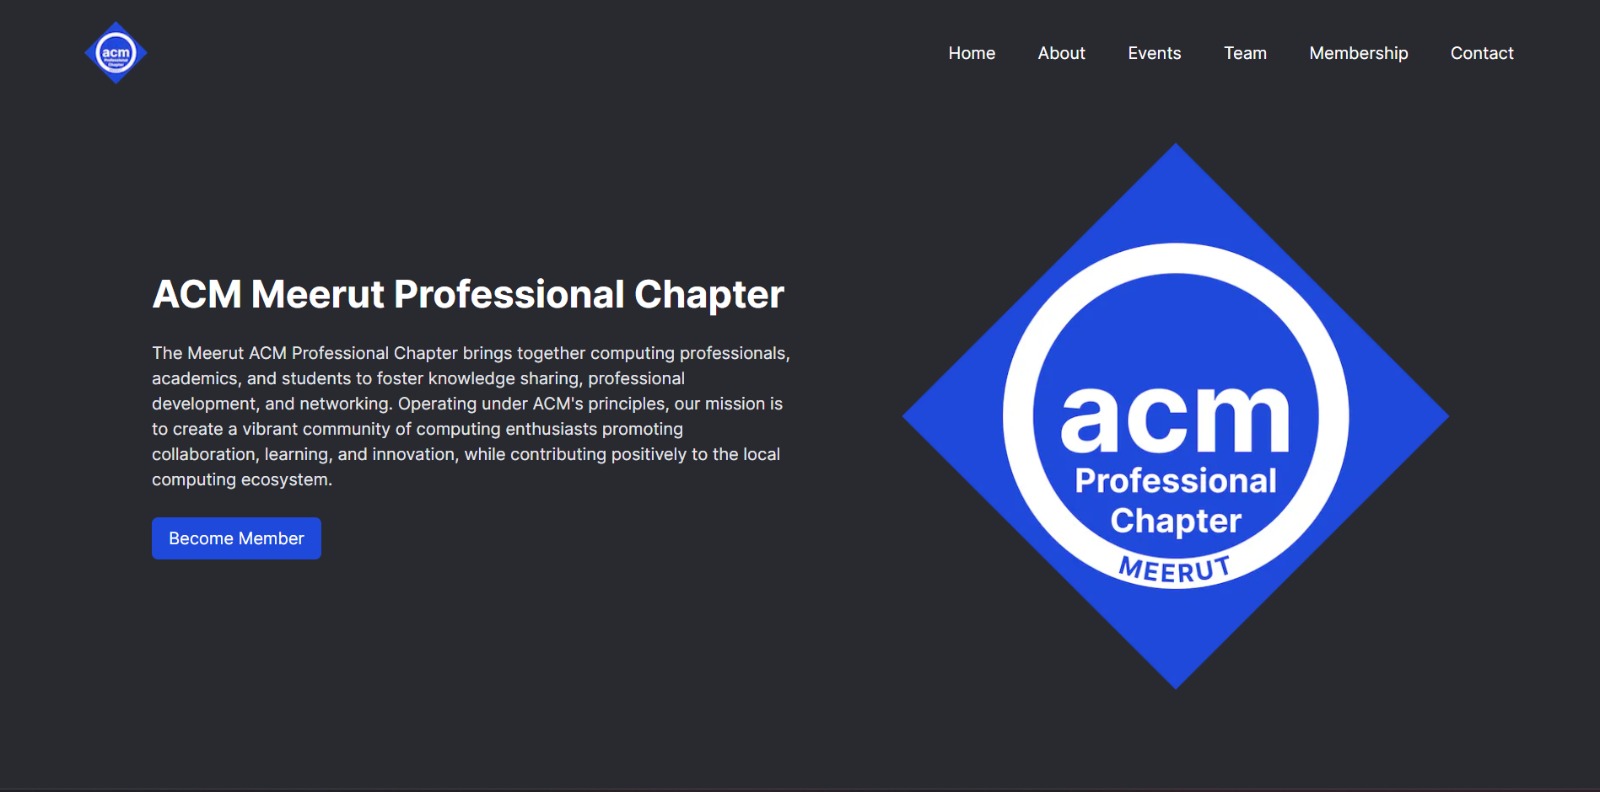 acm
Professional
Chapter
Home
About
Events
Team
Membership
Contact
ACM Meerut Professional Chapter
The Meerut ACM Professional Chapter brings together computing professionals,
academics, and students to foster knowledge sharing, professional
development, and networking. Operating under ACM's principles, our mission is
to create a vibrant community of computing enthusiasts promoting
collaboration, learning, and innovation, while contributing positively to the local
computing ecosystem.
Become Member
acm
Professional
Chapter
MEERUT